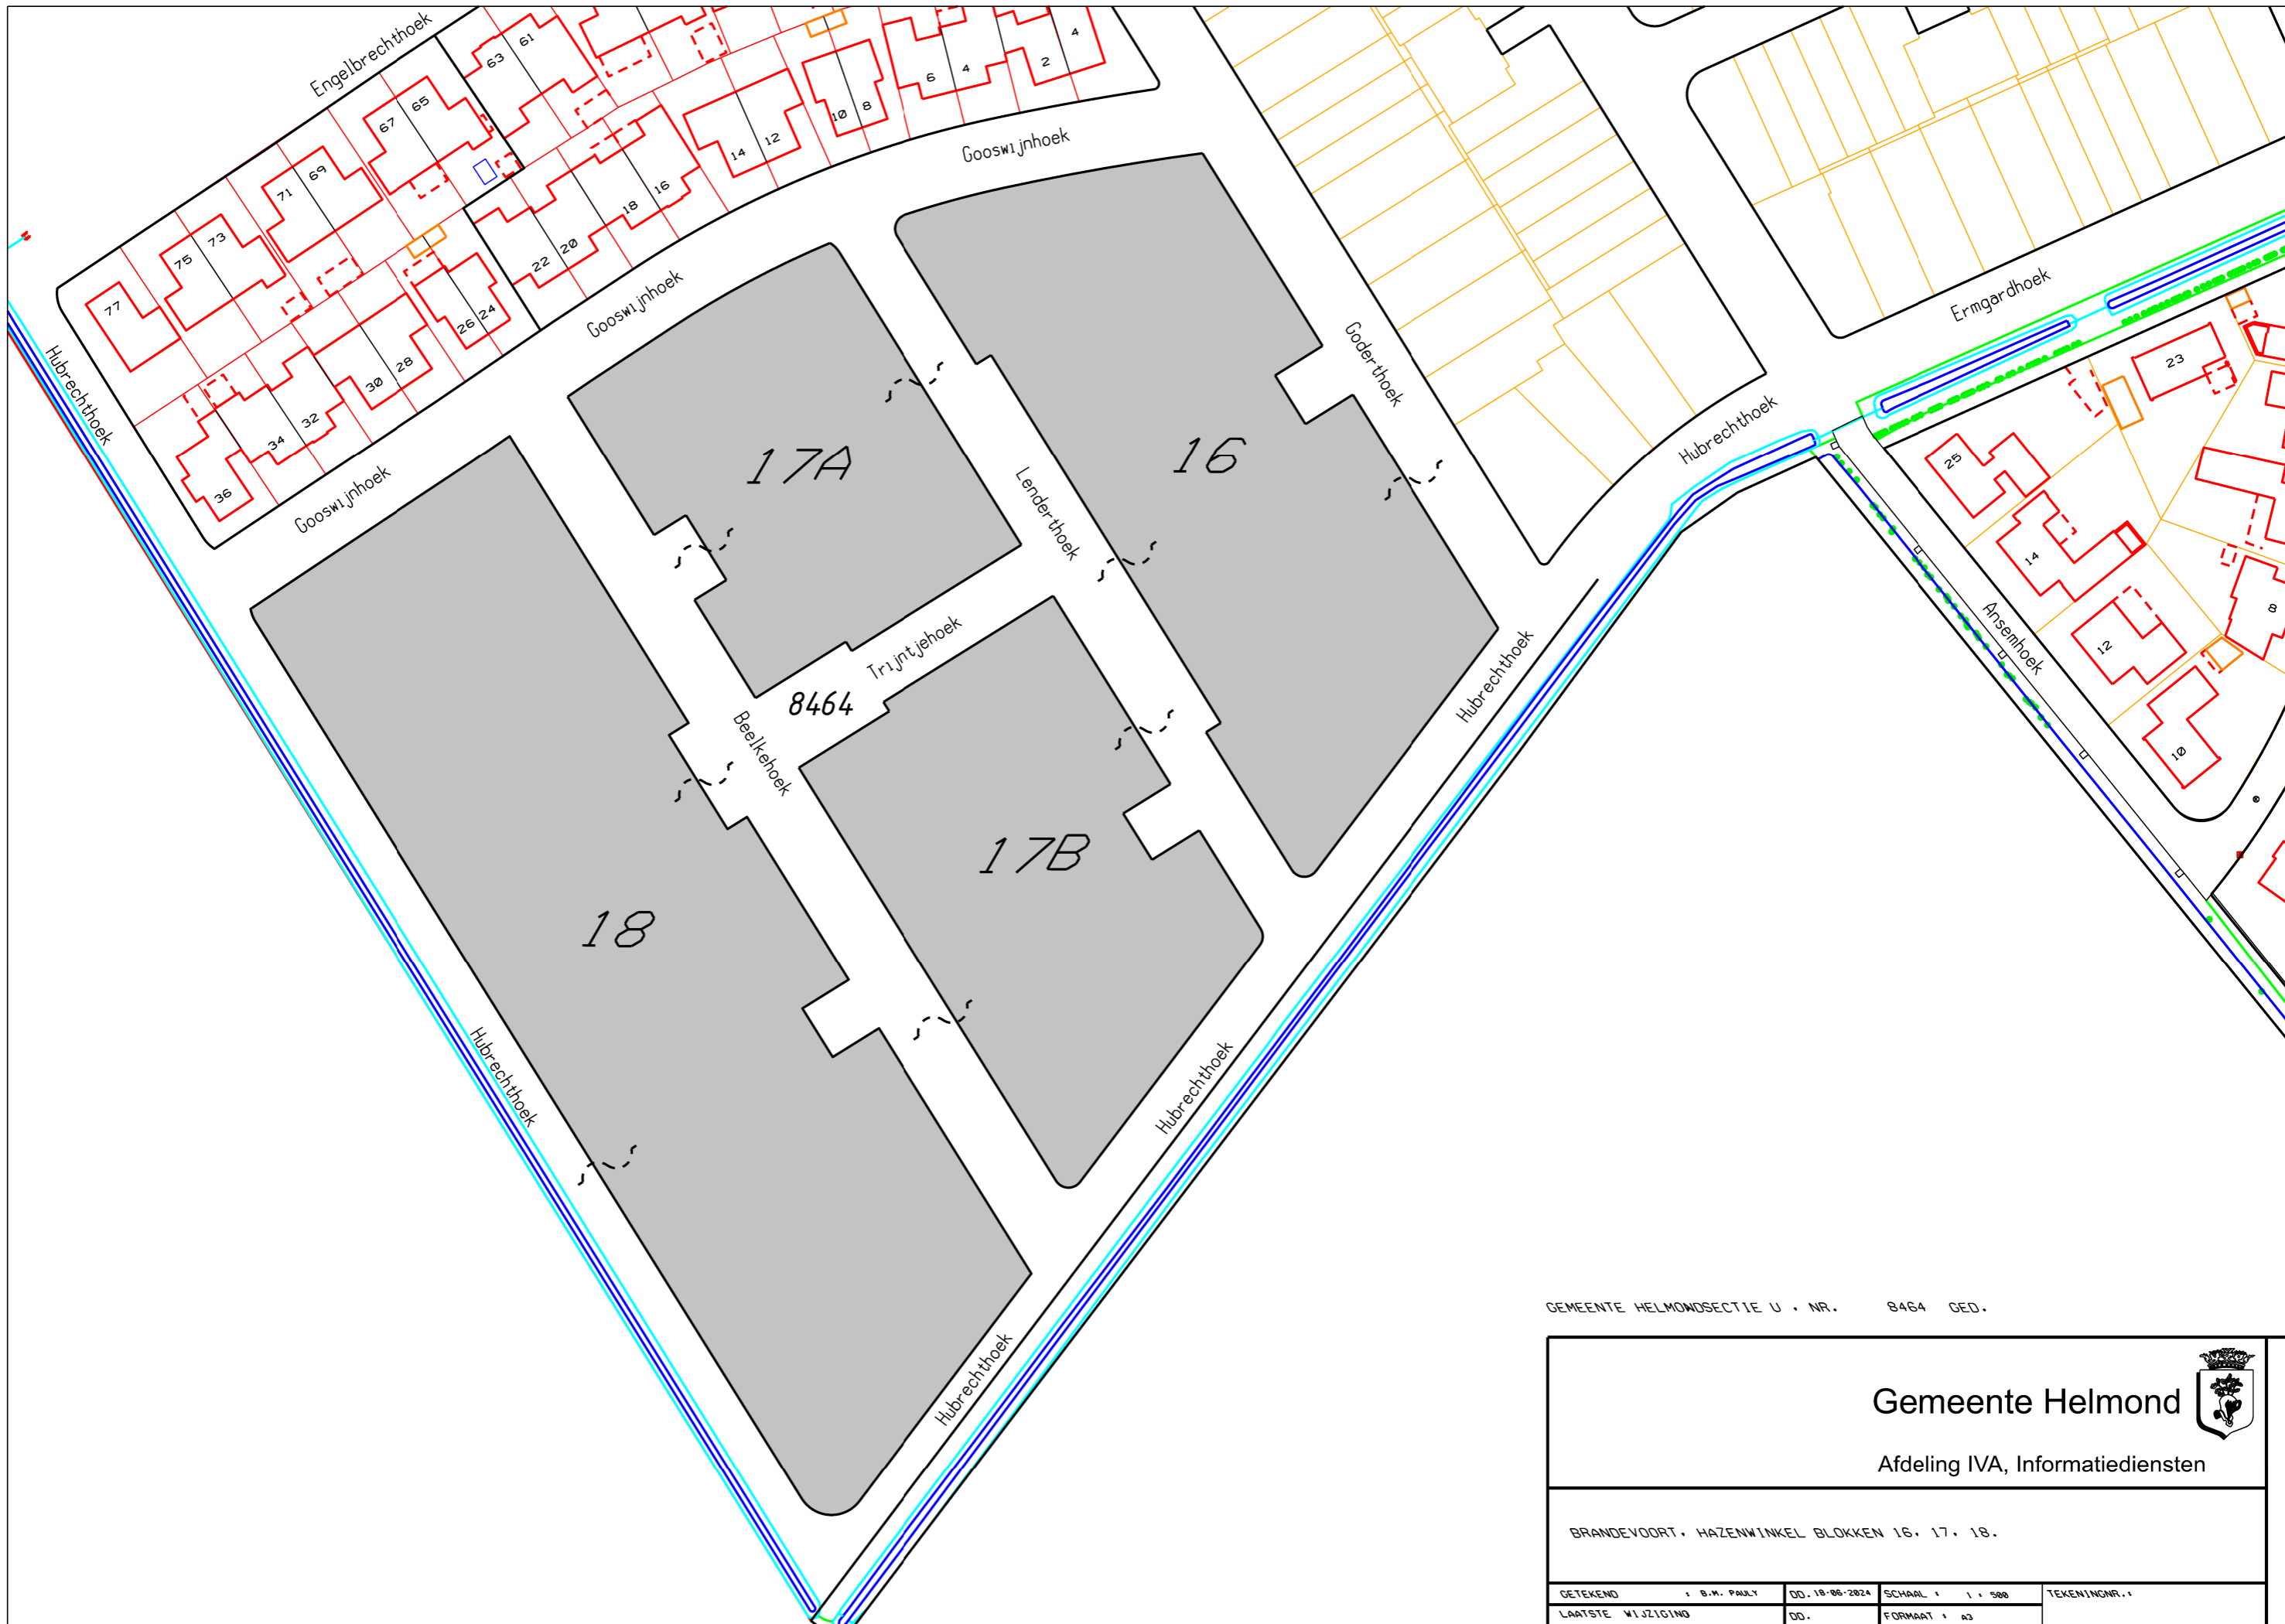 Engelbrechthoek
63
61
67
65
71
69
75
73
77
6
4
2
4
10
8
14
12
18
16
22
20
26
24
30
28
34
32
36
Gooswijnhoek
Gooswijnhoek
Gooswijnhoek
Hubrechthoek
Goderthoek
Ermgardhoek
Hubrechthoek
23
25
14
12
10
8
Ansemhoek
17A
16
Lenderthoek
Trijntjehoek
8464
Beelkehoek
17B
18
Hubrechthoek
Hubrechthoek
Hubrechthoek
Hubrechthoek
GEMEENTE HELMONDSECTIE U , NR. 8464 GED.
Gemeente Helmond
Afdeling IVA, Informatiediensten
BRANDEVOORT, HAZENWINKEL BLOKKEN 16, 17, 18.
GETEKEND : B.M. PAULY DD. 18-06-2024 SCHAAL : 1 : 500 TEKENINGNR.:
LAATSTE WIJZIGING DD. FORMAAT : A3